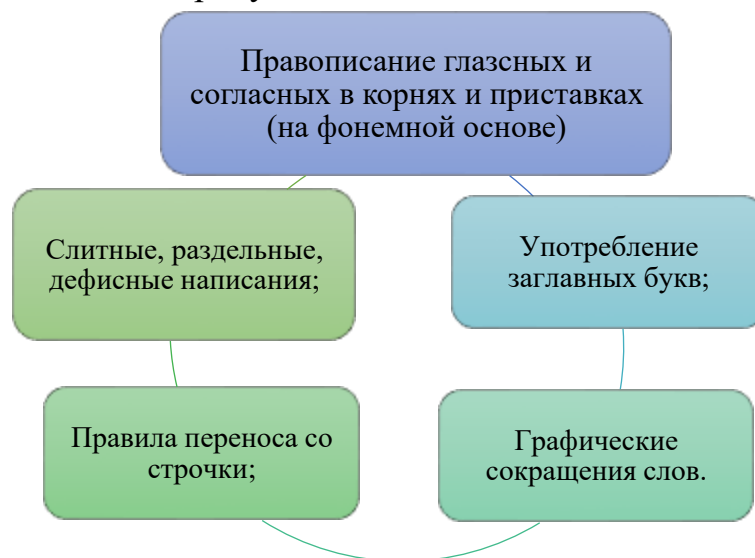 Правописание глазсных и
согласных в корнях и приставках
(на фонемной основе)
Слитные, раздельные,
дефисные написания;
Употребление
заглавных букв;
Правила переноса со
строчки;
Графические
сокращения слов.